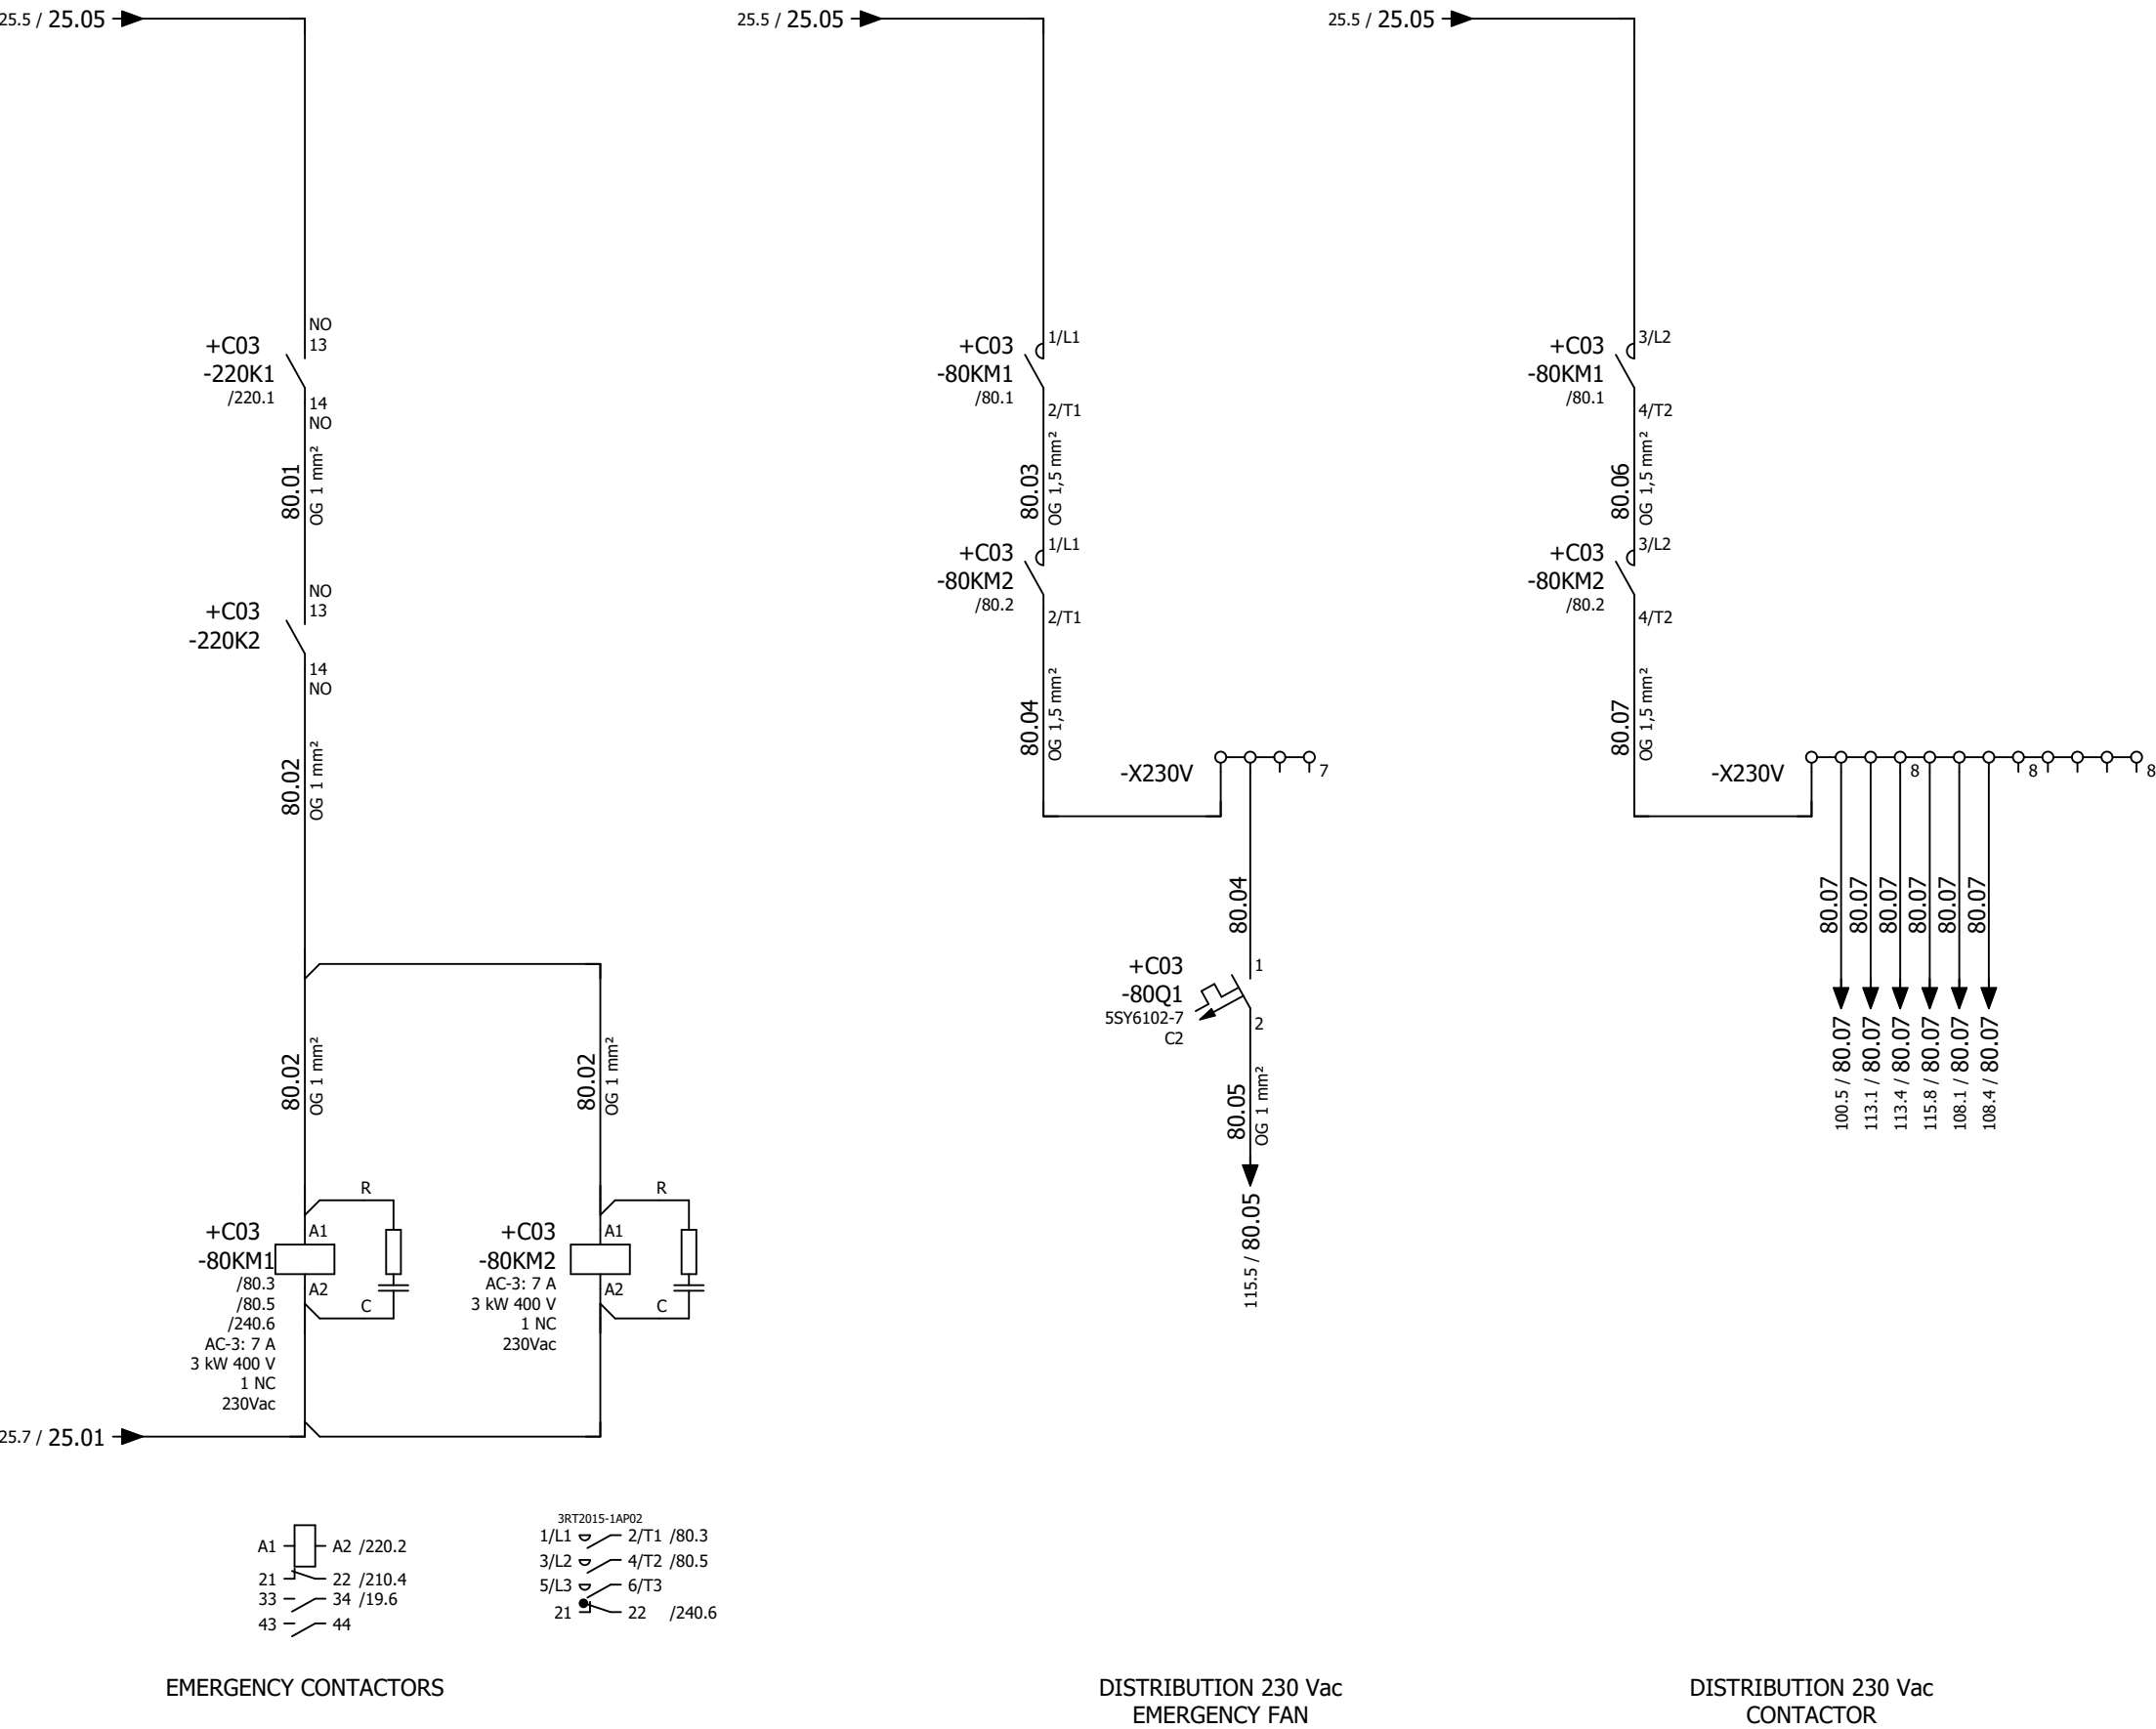 25.5 / 25.05
25.5 / 25.05
25.5 / 25.05
NO
13
+C03
-220K1
/220.1
14
NO
80.01
OG 1 mm²
NO
13
+C03
-220K2
14
NO
80.02
OG 1 mm²
80.02
OG 1 mm²
80.02
OG 1 mm²
R
A1
+C03
-80KM1
/80.3
/80.5
/240.6
AC-3: 7 A
3 kW 400 V
1 NC
230Vac
A2
C
R
A1
+C03
-80KM2
AC-3: 7 A
3 kW 400 V
1 NC
230Vac
A2
C
25.7 / 25.01
1/L1
+C03
-80KM1
/80.1
2/T1
80.03
OG 1,5 mm²
1/L1
+C03
-80KM2
/80.2
2/T1
80.04
OG 1,5 mm²
-X230V
7
80.04
+C03
-80Q1
5SY6102-7
C2
1
2
80.05
OG 1 mm²
115.5 / 80.05
3/L2
+C03
-80KM1
/80.1
4/T2
80.06
OG 1,5 mm²
3/L2
+C03
-80KM2
/80.2
4/T2
80.07
OG 1,5 mm²
-X230V
8
8
8
80.07
80.07
80.07
80.07
80.07
80.07
100.5 / 80.07
113.1 / 80.07
113.4 / 80.07
115.8 / 80.07
108.1 / 80.07
108.4 / 80.07
A1 A2 /220.2
21 22 /210.4
33 34 /19.6
43 44
3RT2015-1AP02
1/L1 2/T1 /80.3
3/L2 4/T2 /80.5
5/L3 6/T3
21 22 /240.6
EMERGENCY CONTACTORS
DISTRIBUTION 230 Vac
EMERGENCY FAN
DISTRIBUTION 230 Vac
CONTACTOR